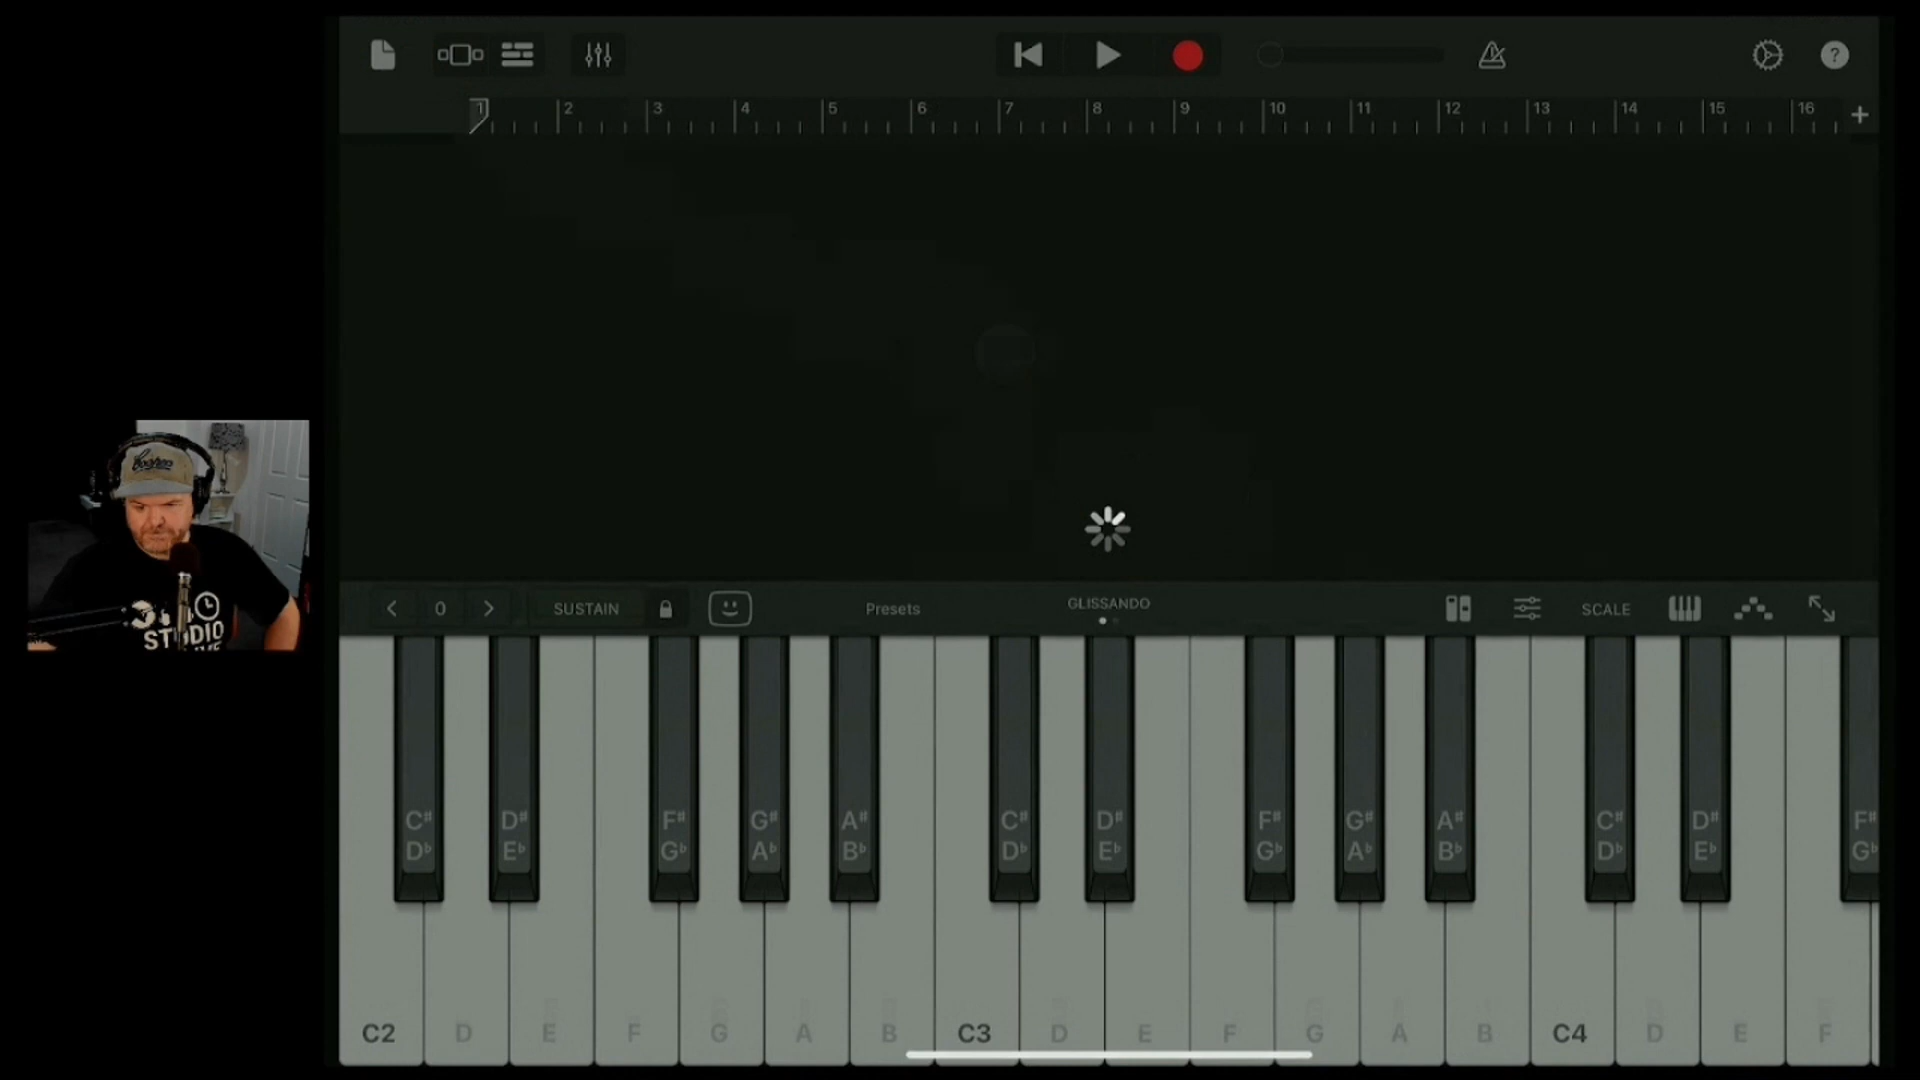 ?
1 2 3 4 5 6 7 8 9 10 11 12 13 14 15 16 +
0 SUSTAIN Presets GLISSANDO SCALE
C♯ D♯ F♯ G♯ A♯ C♯ D♯ F♯ G♯ A♯ C♯ D♯ F♯
D♭ E♭ G♭ A♭ B♭ D♭ E♭ G♭ A♭ B♭ D♭ E♭ G♭
C2 D E F G A B C3 D E F G A B C4 D E F
STUDIO